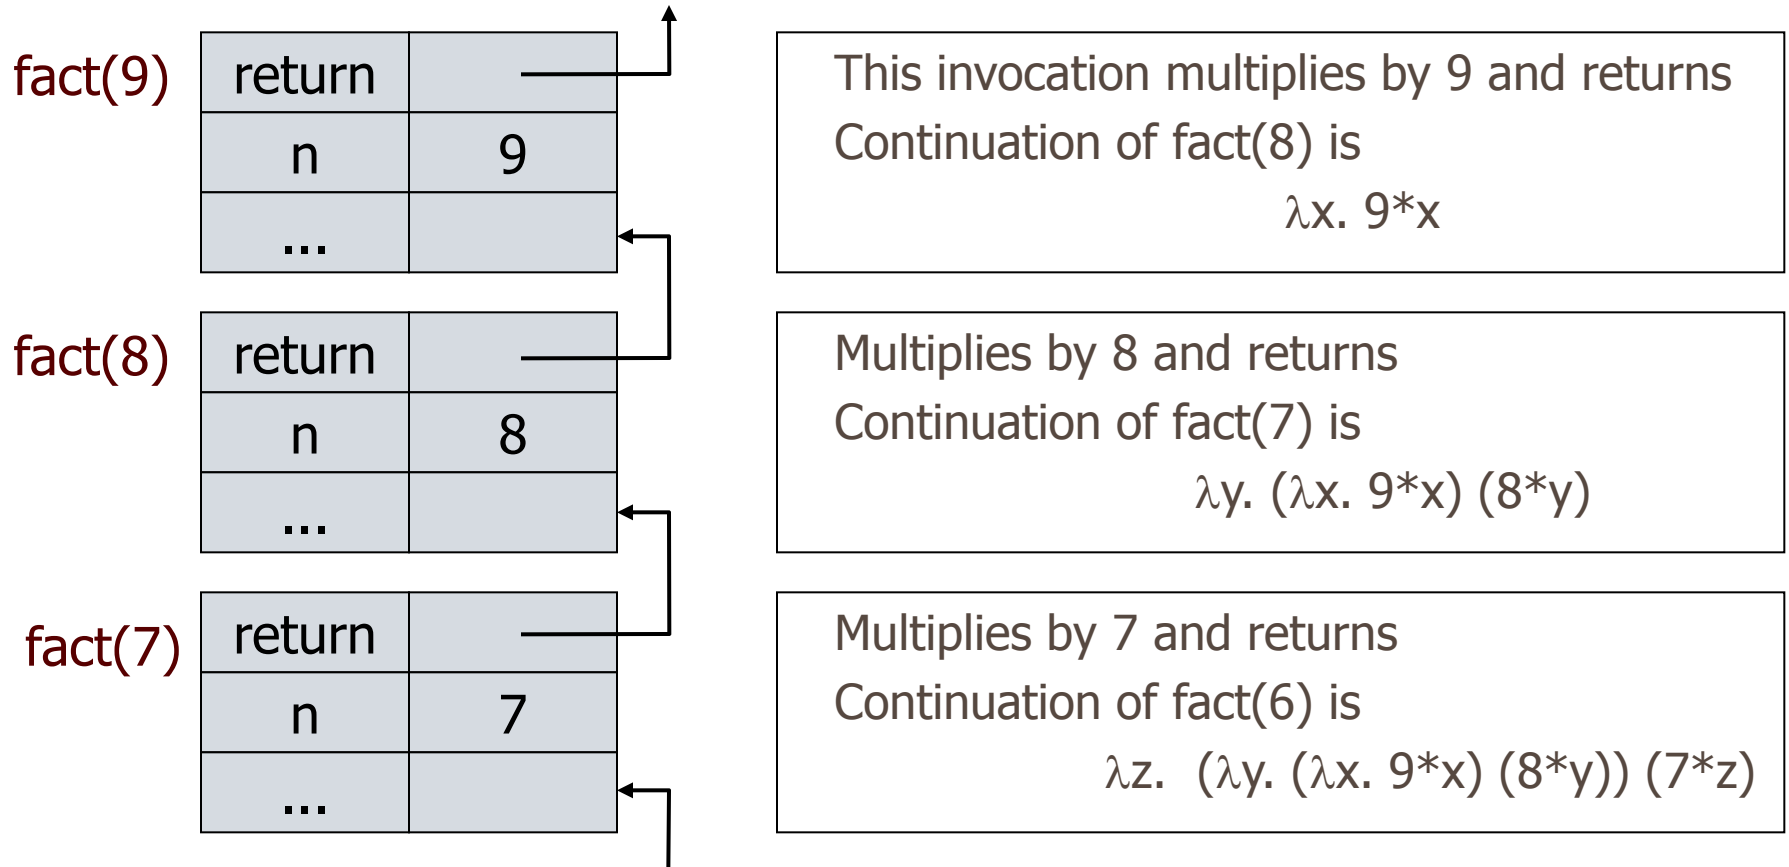 fact(9)
return
n 9
...
This invocation multiplies by 9 and returns
Continuation of fact(8) is
λx. 9*x
fact(8)
return
n 8
...
Multiplies by 8 and returns
Continuation of fact(7) is
λy. (λx. 9*x) (8*y)
fact(7)
return
n 7
...
Multiplies by 7 and returns
Continuation of fact(6) is
λz. (λy. (λx. 9*x) (8*y)) (7*z)